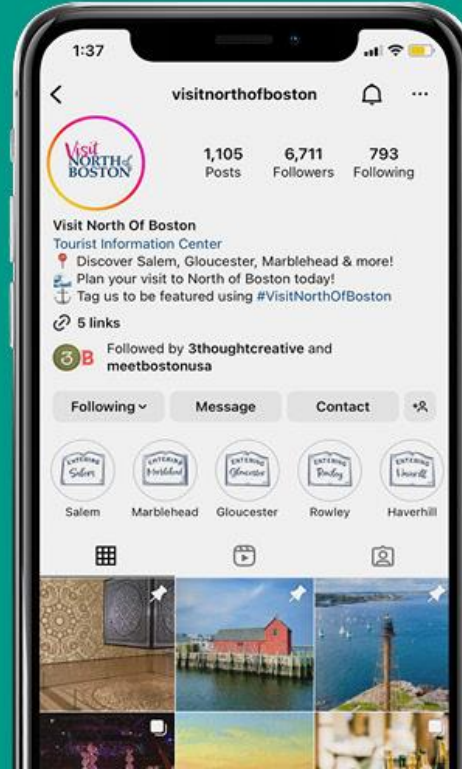 1:37
visitnorthofboston
Visit
NORTH of
BOSTON
1,105 6,711 793
Posts Followers Following
Visit North Of Boston
Tourist Information Center
Discover Salem, Gloucester, Marblehead & more!
Plan your visit to North of Boston today!
Tag us to be featured using #VisitNorthOfBoston
5 links
3 B
Followed by 3thoughtcreative and
meetbostonusa
Following Message Contact
ENTERING ENTERING ENTERING ENTERING ENTERING
Salem Marblehead Gloucester Rowley Haverhill
Salem Marblehead Gloucester Rowley Haverhill